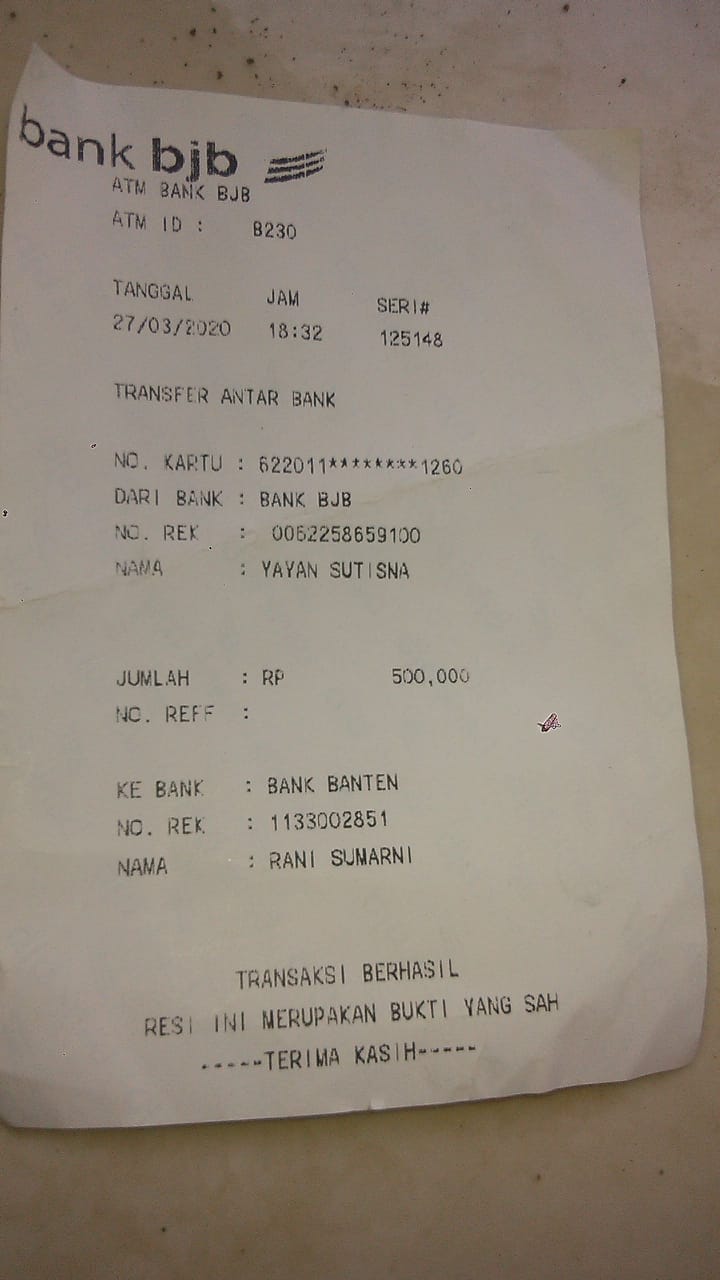 bank bjb
ATM BANK BJB
ATM ID : B230
TANGGAL JAM SERI#
27/03/2020 18:32 125148
TRANSFER ANTAR BANK
NO. KARTU : 622011********1260
DARI BANK : BANK BJB
NO. REK : 0062258659100
NAMA : YAYAN SUTISNA
JUMLAH : RP 500,000
NO. REFF :
KE BANK : BANK BANTEN
NO. REK : 1133002851
NAMA : RANI SUMARNI
TRANSAKSI BERHASIL
RESI INI MERUPAKAN BUKTI YANG SAH
-----TERIMA KASIH-----